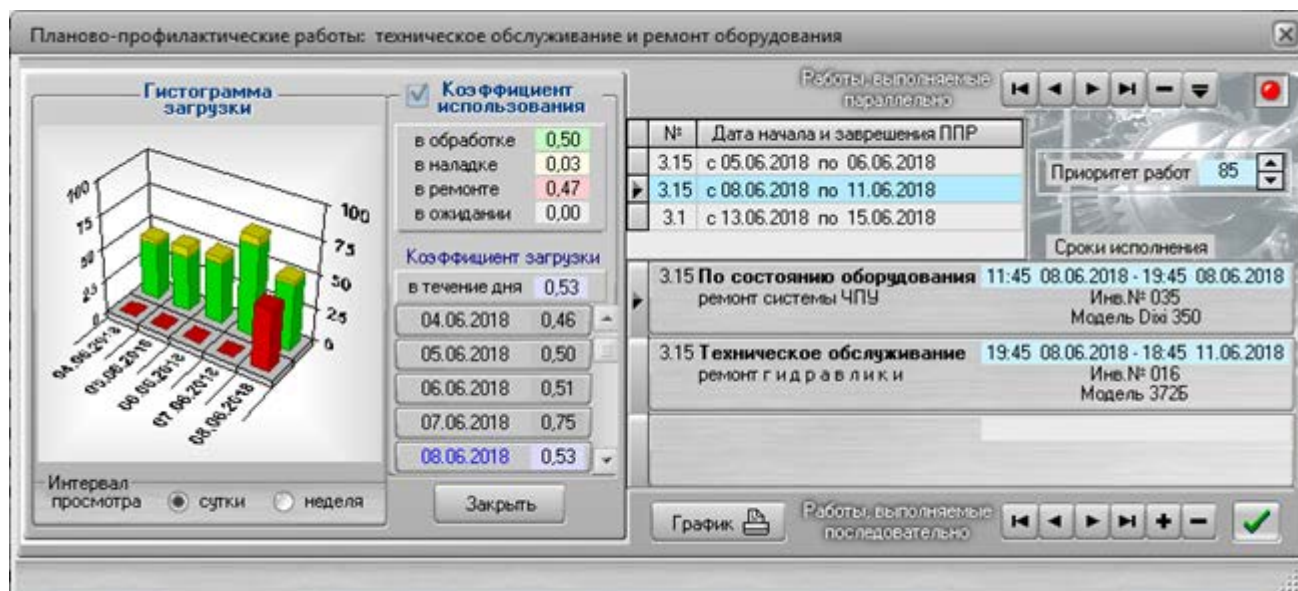 Планово-профилактические работы: техническое обслуживание и ремонт оборудования
Гистограмма
загрузки
100
75
50
25
0
100
75
50
25
0
04.06.2018
05.06.2018
06.06.2018
07.06.2018
08.06.2018
Интервал
просмотра
сутки
неделя
Коэффициент
использования
в обработке 0,50
в наладке 0,03
в ремонте 0,47
в ожидании 0,00
Коэффициент загрузки
в течение дня 0,53
04.06.2018 0,46
05.06.2018 0,50
06.06.2018 0,51
07.06.2018 0,75
08.06.2018 0,53
Закрыть
Работы, выполняемые
параллельно
№ Дата начала и заврешения ППР
3.15 с 05.06.2018 по 06.06.2018
3.15 с 08.06.2018 по 11.06.2018
3.1 с 13.06.2018 по 15.06.2018
Приоритет работ 85
Сроки исполнения
3.15 По состоянию оборудования 11:45 08.06.2018 - 19:45 08.06.2018
ремонт системы ЧПУ Инв.№ 035
Модель Dixi 350
3.15 Техническое обслуживание 19:45 08.06.2018 - 18:45 11.06.2018
ремонт г и д р а в л и к и Инв.№ 016
Модель 372Б
График
Работы, выполняемые
последовательно